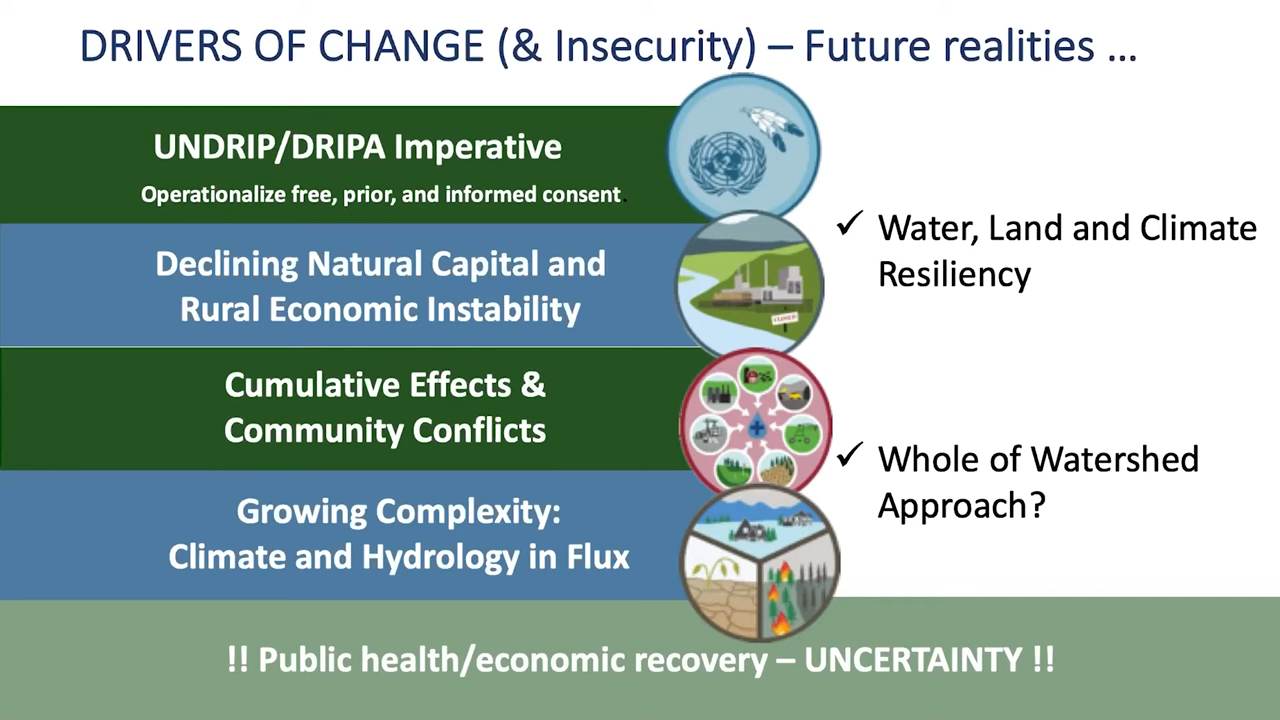 DRIVERS OF CHANGE (& Insecurity) – Future realities ...
UNDRIP/DRIPA Imperative
Operationalize free, prior, and informed consent.
Declining Natural Capital and
Rural Economic Instability
CLOSED
Cumulative Effects &
Community Conflicts
Growing Complexity:
Climate and Hydrology in Flux
✓ Water, Land and Climate
Resiliency
✓ Whole of Watershed
Approach?
!! Public health/economic recovery – UNCERTAINTY !!